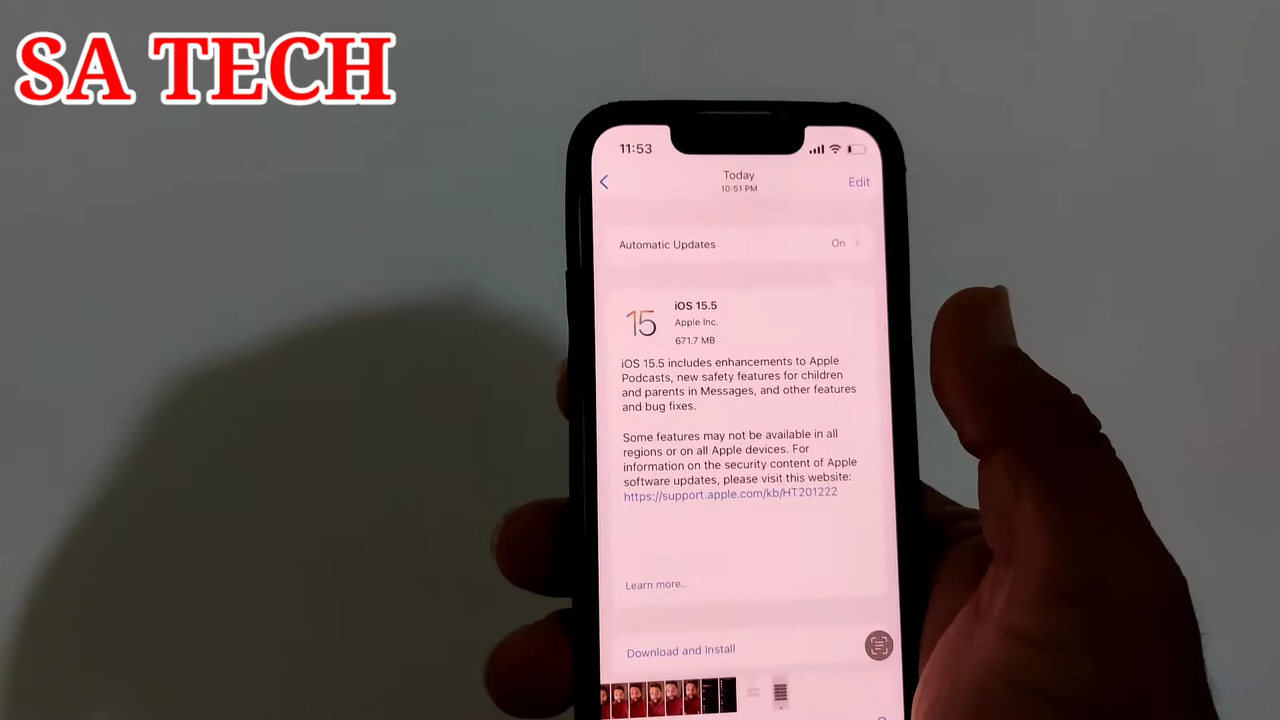 SA TECH
11:53
Today
10:51 PM
Edit
Automatic Updates On
15
iOS 15.5
Apple Inc.
671.7 MB
iOS 15.5 includes enhancements to Apple
Podcasts, new safety features for children
and parents in Messages, and other features
and bug fixes.
Some features may not be available in all
regions or on all Apple devices. For
information on the security content of Apple
software updates, please visit this website:
https://support.apple.com/kb/HT201222
Learn more...
Download and Install